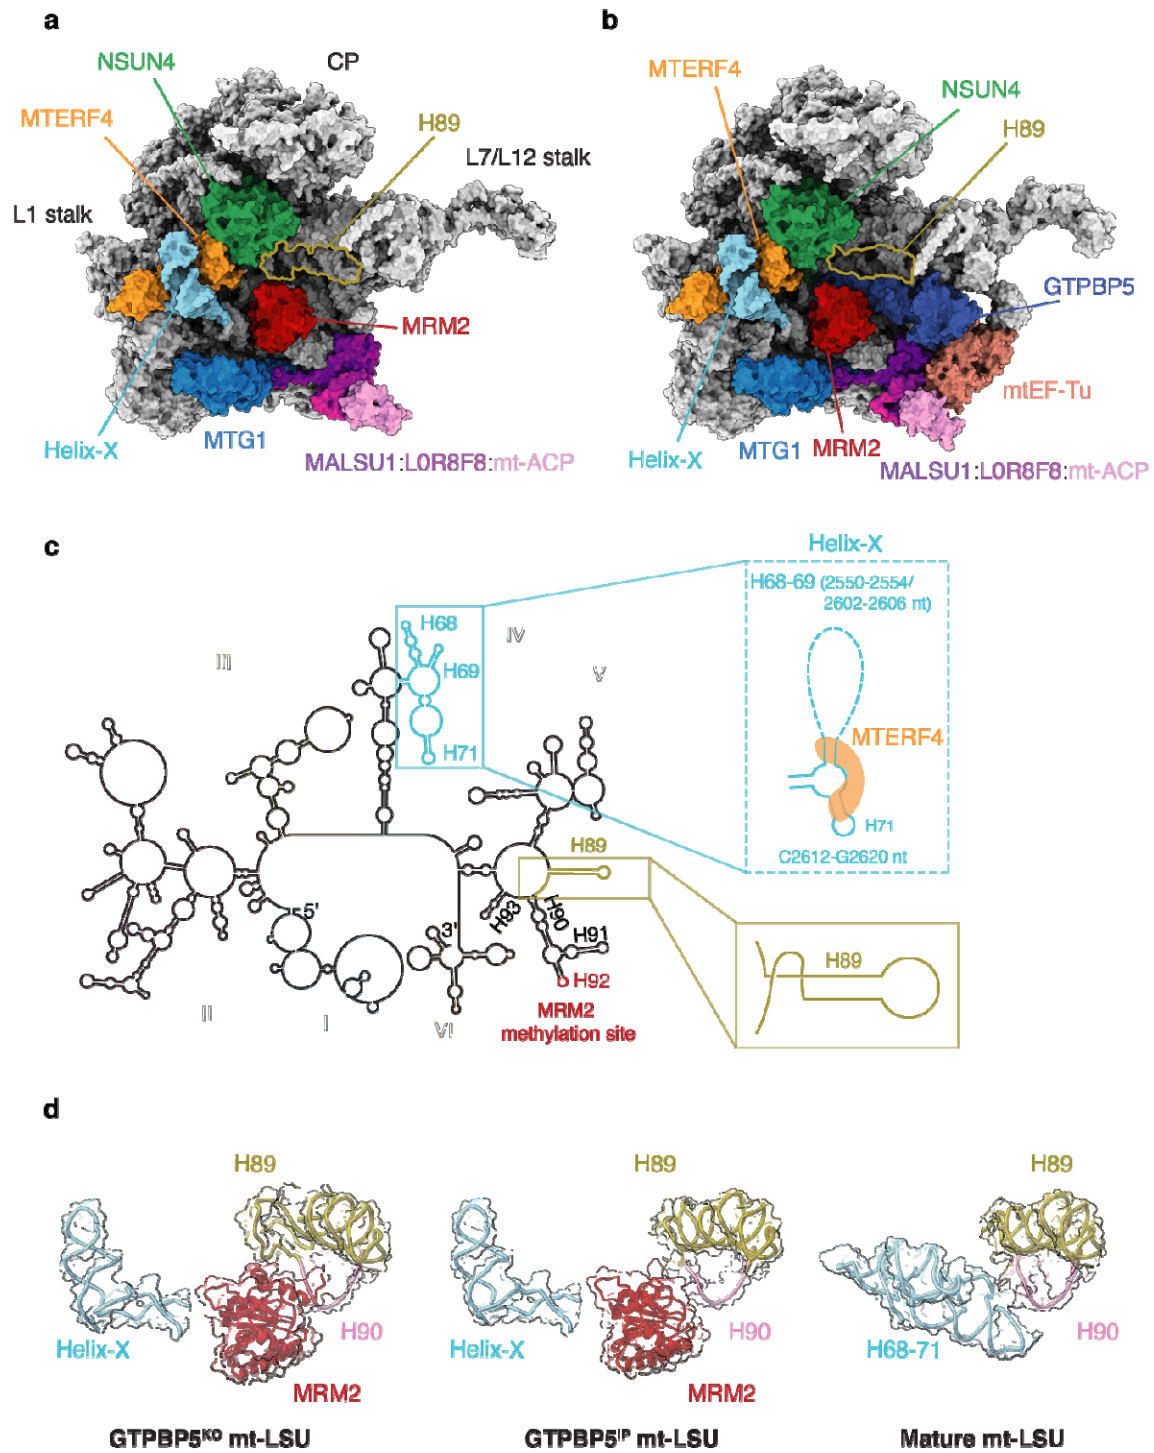 a
NSUN4
CP
MTERF4
H89
L7/L12 stalk
L1 stalk
MRM2
Helix-X
MTG1
MALSU1:L0R8F8:mt-ACP
b
MTERF4
NSUN4
H89
GTPBP5
mtEF-Tu
Helix-X
MTG1
MRM2
MALSU1:L0R8F8:mt-ACP
c
Helix-X
H68-69 (2550-2554/
2602-2606 nt)
MTERF4
H71
C2612-G2620 nt
H68
H69
H71
III
IV
V
H89
H93
H90
H91
H92
5'
3'
II
I
VI
MRM2
methylation site
H89
d
H89
Helix-X
H90
MRM2
GTPBP5KO mt-LSU
H89
Helix-X
H90
MRM2
GTPBP5IP mt-LSU
H89
H68-71
H90
Mature mt-LSU